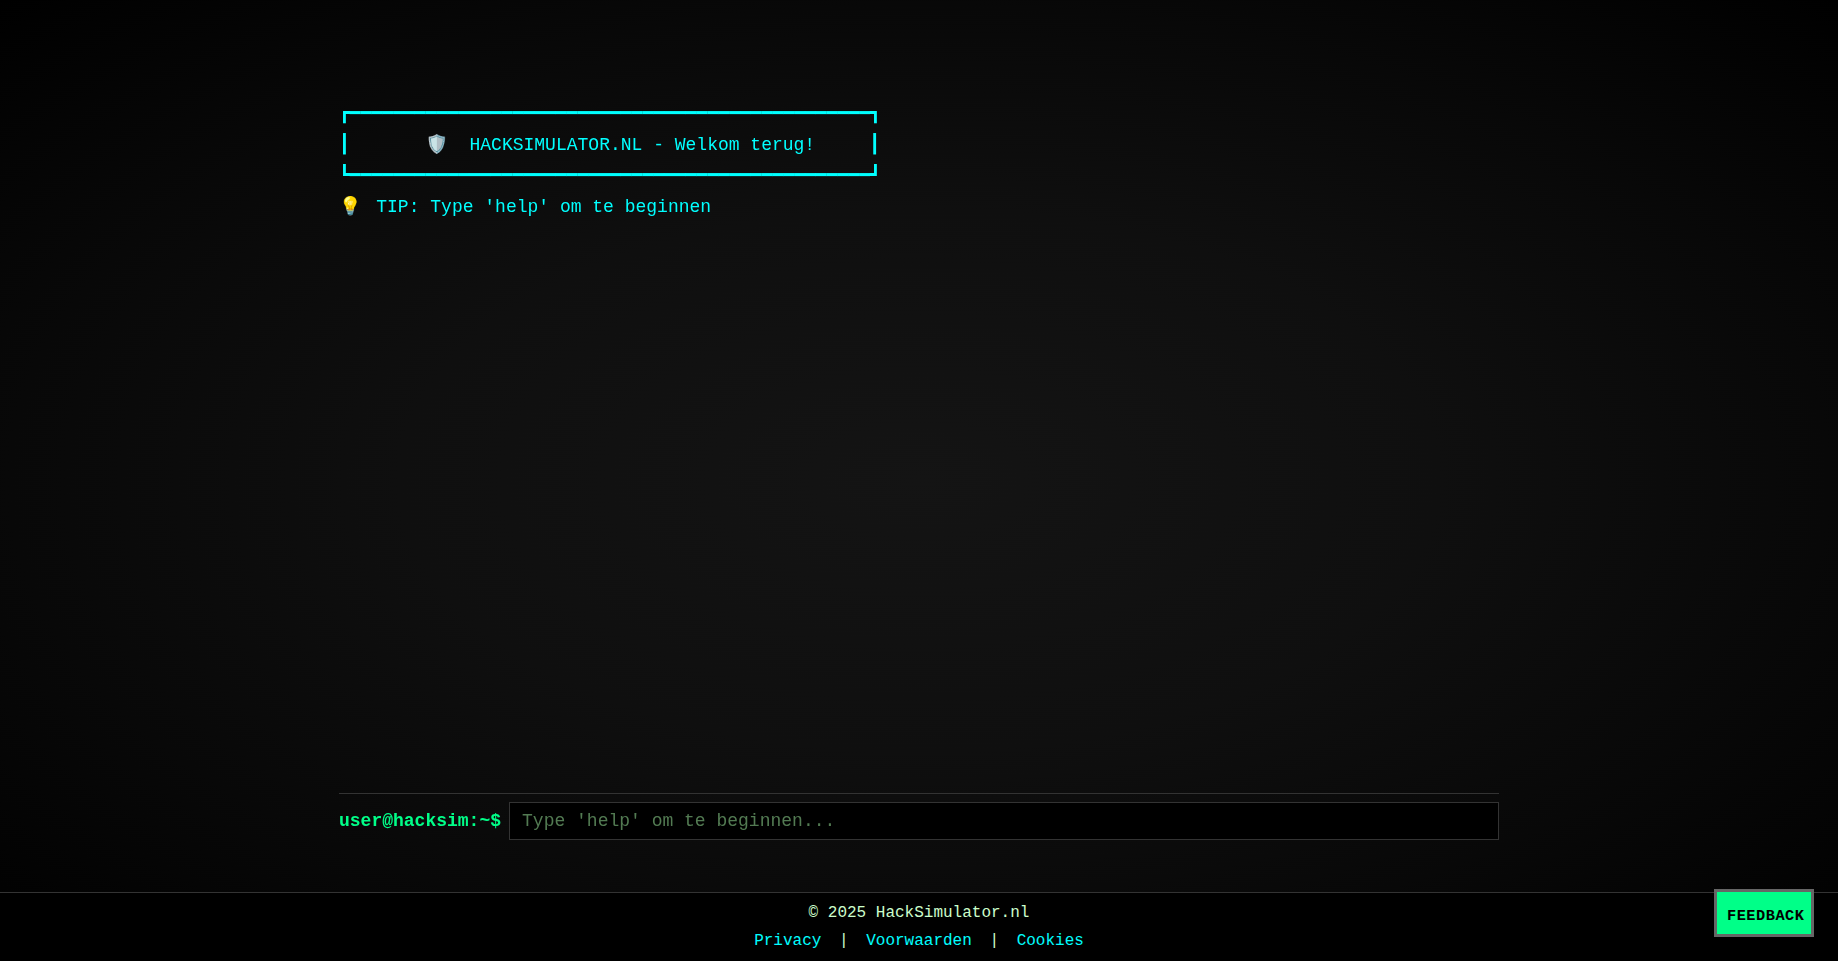 HACKSIMULATOR.NL - Welkom terug!
TIP: Type 'help' om te beginnen
user@hacksim:~$ Type 'help' om te beginnen...
© 2025 HackSimulator.nl
Privacy | Voorwaarden | Cookies
FEEDBACK